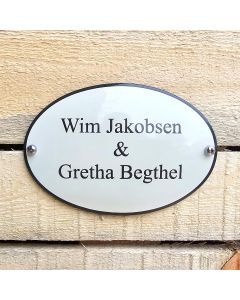 Wim Jakobsen
&
Gretha Begthel